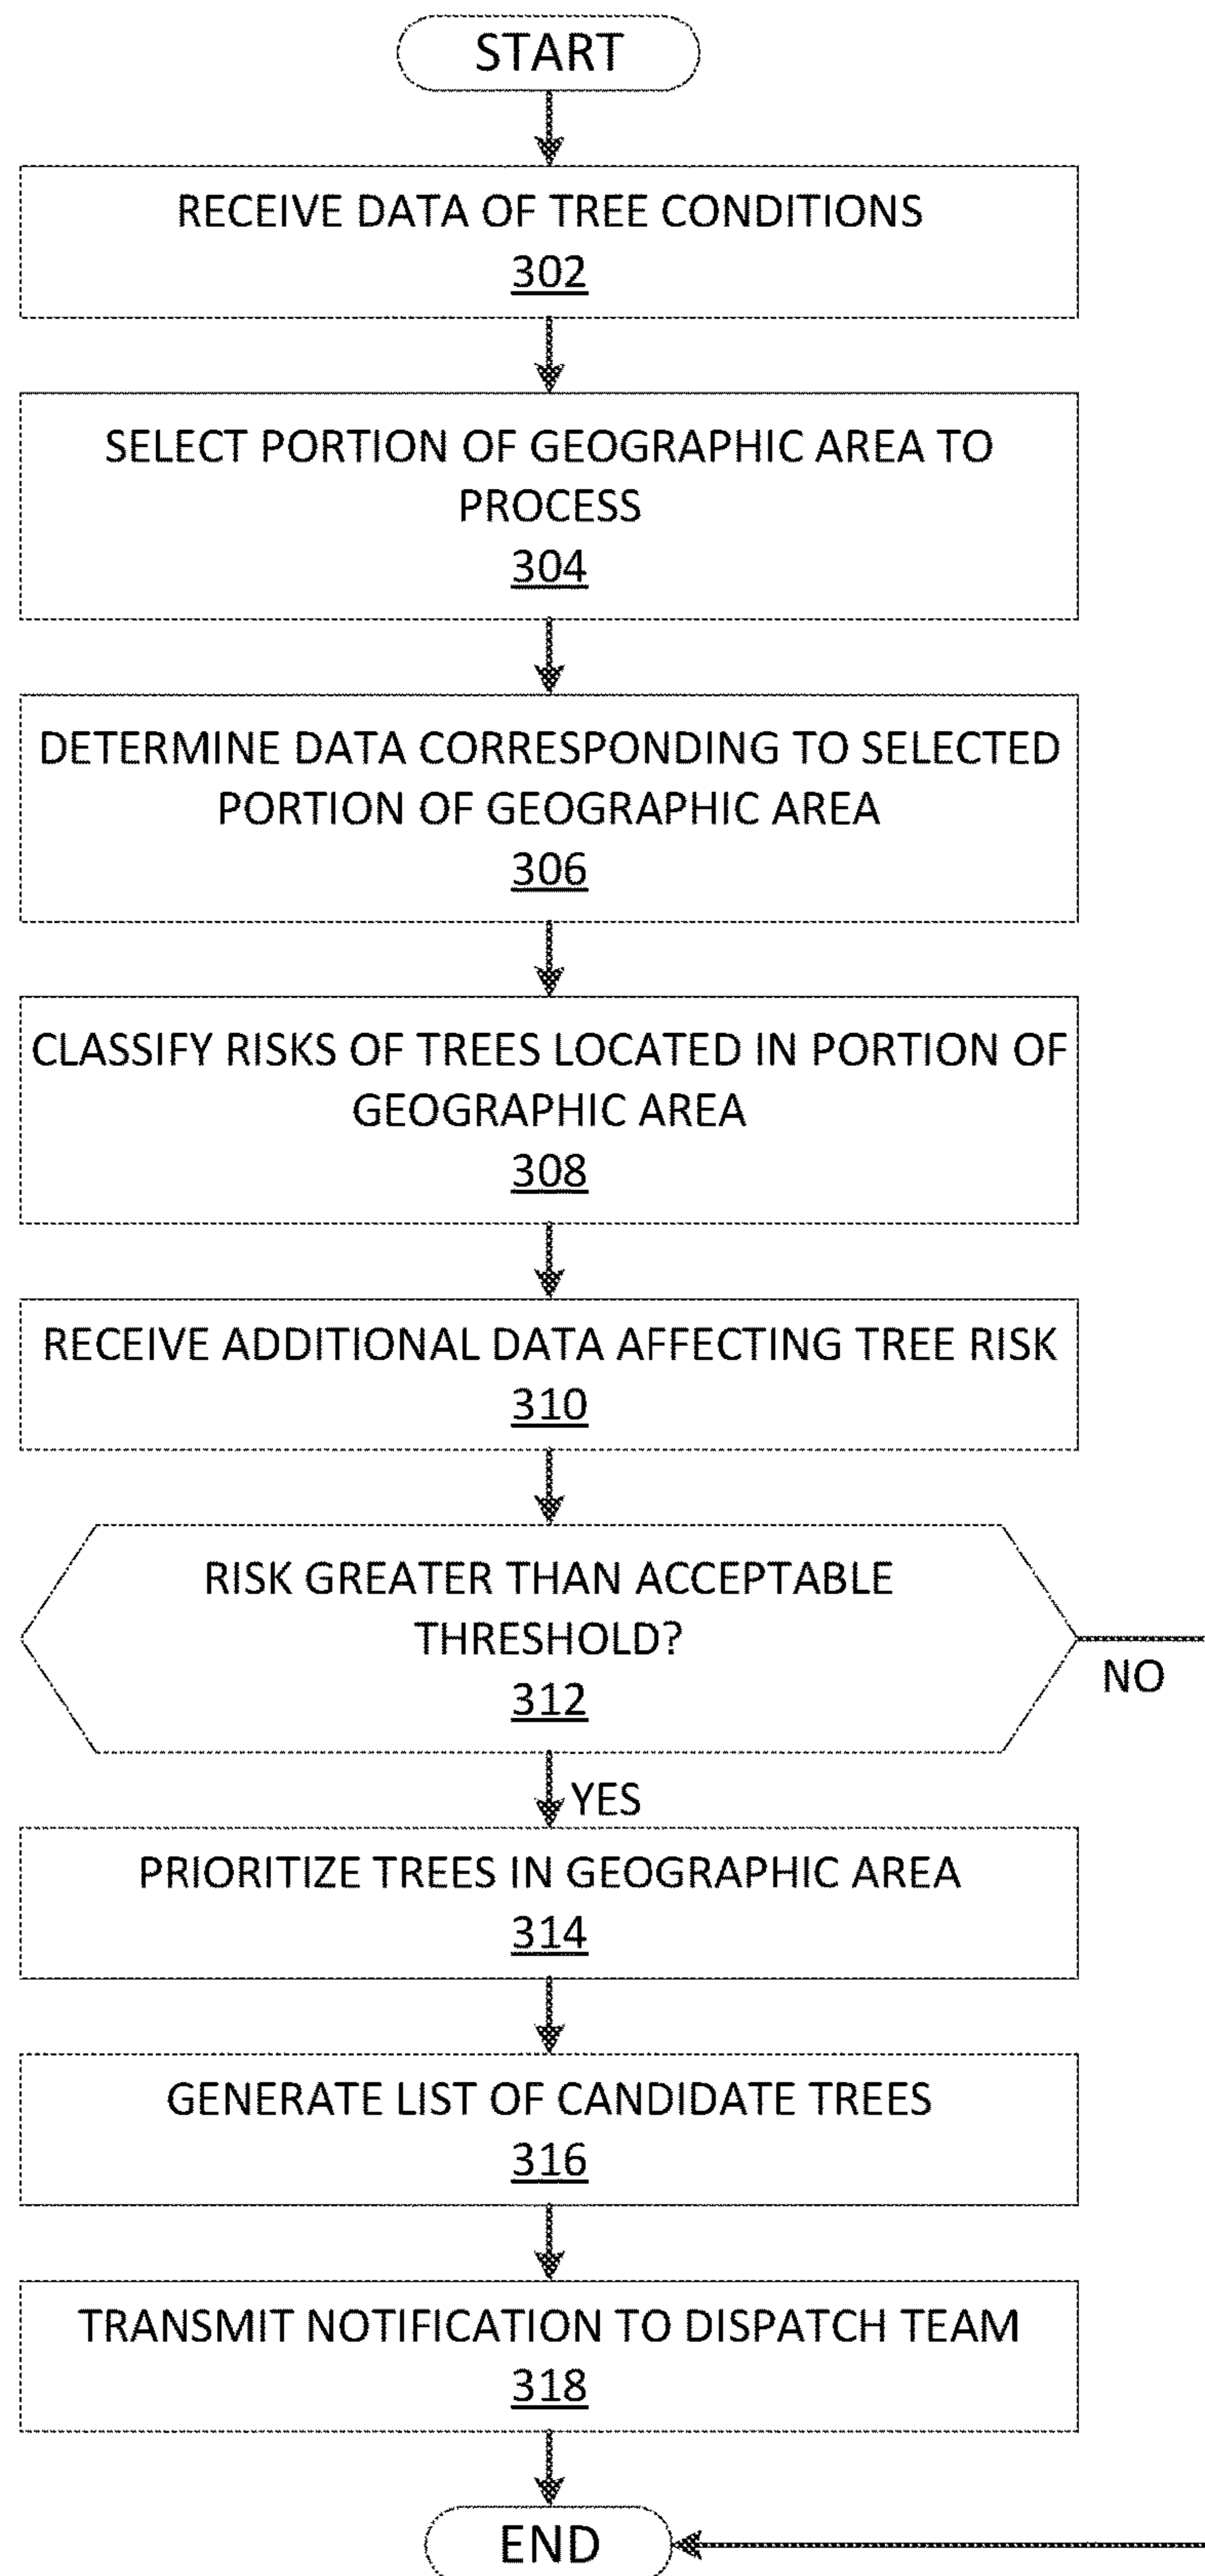 START
RECEIVE DATA OF TREE CONDITIONS
302
SELECT PORTION OF GEOGRAPHIC AREA TO
PROCESS
304
DETERMINE DATA CORRESPONDING TO SELECTED
PORTION OF GEOGRAPHIC AREA
306
CLASSIFY RISKS OF TREES LOCATED IN PORTION OF
GEOGRAPHIC AREA
308
RECEIVE ADDITIONAL DATA AFFECTING TREE RISK
310
RISK GREATER THAN ACCEPTABLE
THRESHOLD?
312
NO
YES
PRIORITIZE TREES IN GEOGRAPHIC AREA
314
GENERATE LIST OF CANDIDATE TREES
316
TRANSMIT NOTIFICATION TO DISPATCH TEAM
318
END